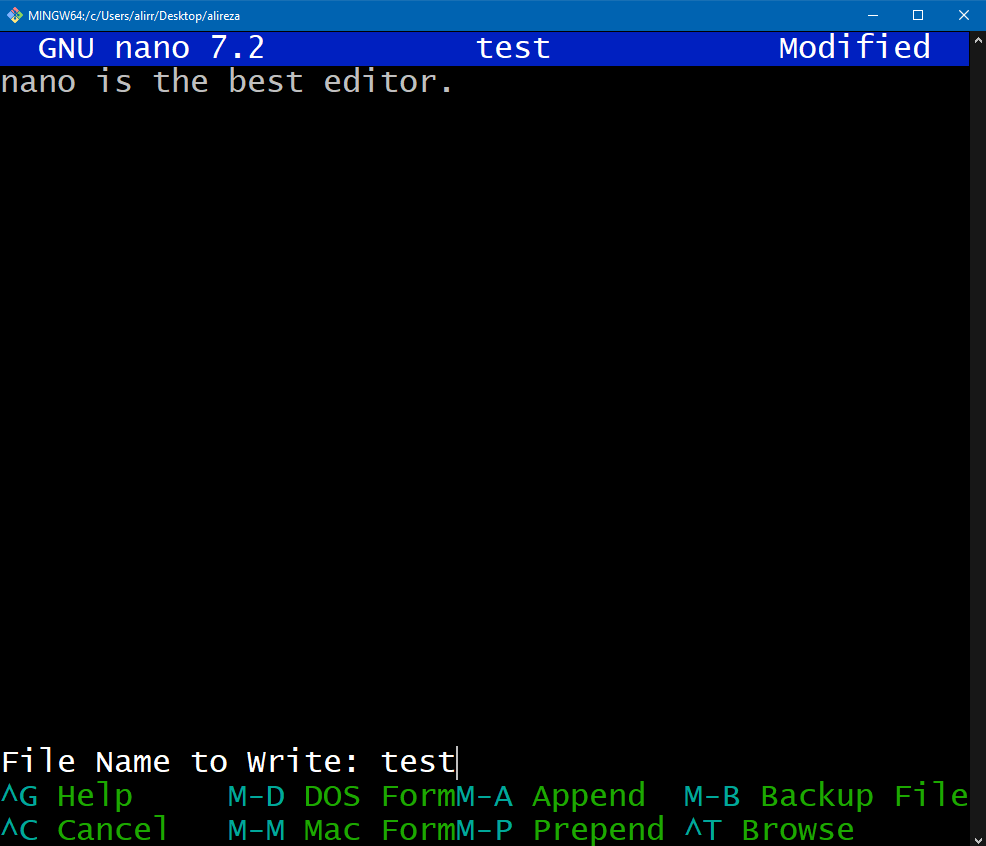 MINGW64:/c/Users/alirr/Desktop/alireza
GNU nano 7.2 test Modified
nano is the best editor.
File Name to Write: test
^G Help M-D DOS FormM-A Append M-B Backup File
^C Cancel M-M Mac FormM-P Prepend ^T Browse